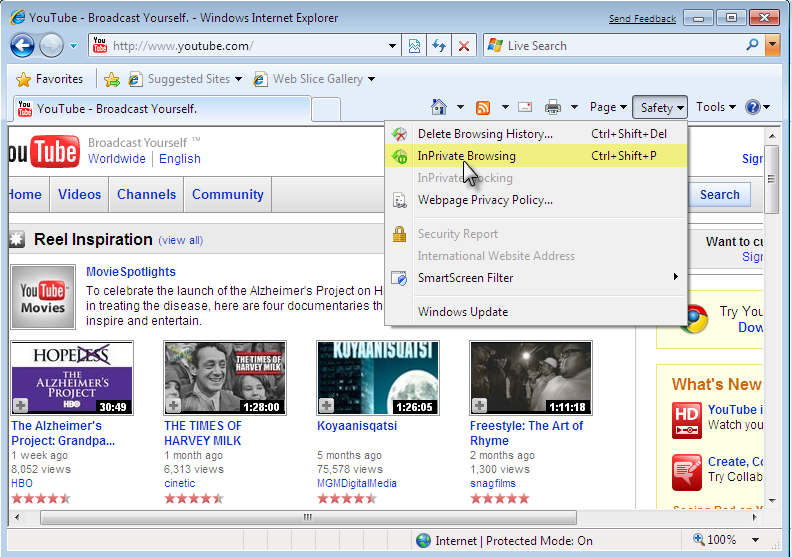 YouTube - Broadcast Yourself. - Windows Internet Explorer
Send Feedback
http://www.youtube.com/
Live Search
Favorites
Suggested Sites
Web Slice Gallery
YouTube - Broadcast Yourself.
Page
Safety
Tools
Delete Browsing History... Ctrl+Shift+Del
InPrivate Browsing Ctrl+Shift+P
Webpage Privacy Policy...
Security Report
International Website Address
SmartScreen Filter
Windows Update
ou Tube
Broadcast Yourself ™
Worldwide | English
Sign
Home
Videos
Channels
Community
Search
Reel Inspiration (view all)
Want to cu
Sign
You Tube
Movies
MovieSpotlights
To celebrate the launch of the Alzheimer's Project on H
in treating the disease, here are four documentaries th
inspire and entertain.
Try You
Dow
HOPELESS
THE
ALZHEIMER'S
PROJECT
HBO
30:49
THE TIMES OF
HARVEY MILK
1:28:00
KOYAANISQATSI
1:26:05
1:11:18
The Alzheimer's
Project: Grandpa...
1 week ago
8,052 views
HBO
THE TIMES OF
HARVEY MILK
1 month ago
6,313 views
cinetic
Koyaanisqatsi
5 months ago
75,578 views
MGMDigitalMedia
Freestyle: The Art of
Rhyme
2 months ago
1,300 views
snagfilms
What's New
HD
YouTube i
Watch you
Create, Co
Try Collab
Internet | Protected Mode: On
100%